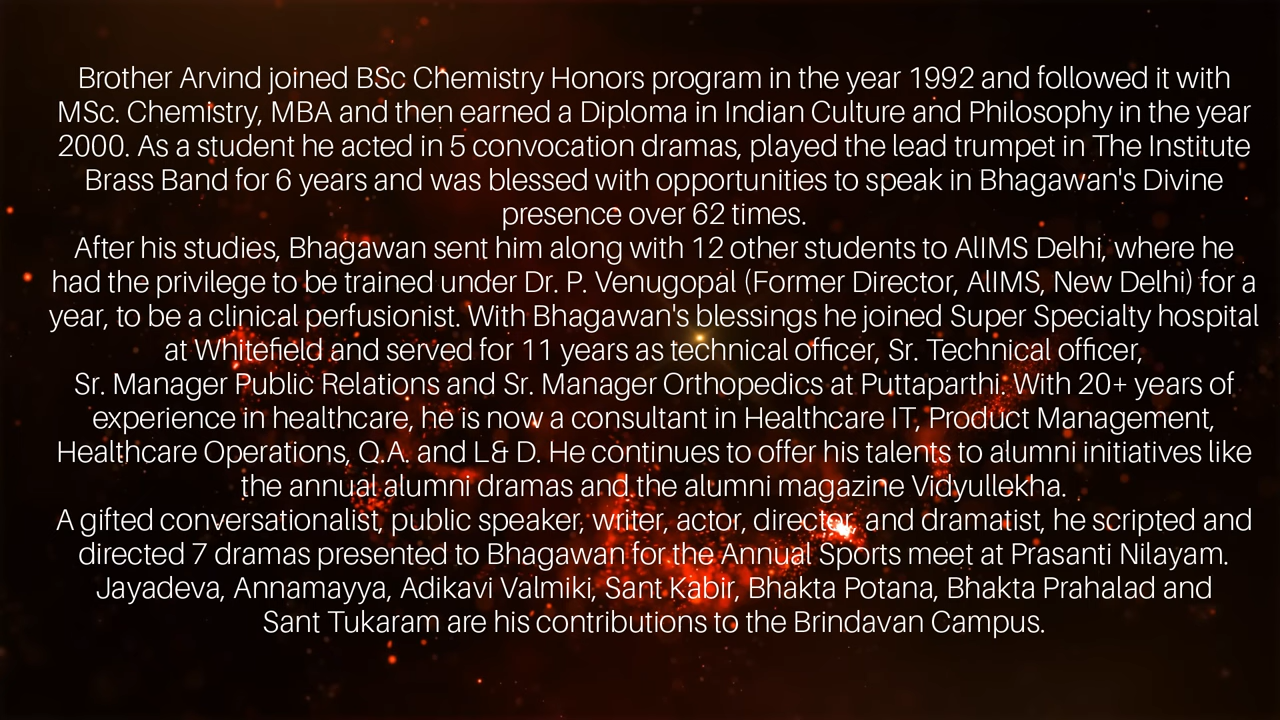 Brother Arvind joined BSc Chemistry Honors program in the year 1992 and followed it with
MSc. Chemistry, MBA and then earned a Diploma in Indian Culture and Philosophy in the year
2000. As a student he acted in 5 convocation dramas, played the lead trumpet in The Institute
Brass Band for 6 years and was blessed with opportunities to speak in Bhagawan's Divine
presence over 62 times.
After his studies, Bhagawan sent him along with 12 other students to AIIMS Delhi, where he
had the privilege to be trained under Dr. P. Venugopal (Former Director, AIIMS, New Delhi) for a
year, to be a clinical perfusionist. With Bhagawan's blessings he joined Super Specialty hospital
at Whitefield and served for 11 years as technical officer, Sr. Technical officer,
Sr. Manager Public Relations and Sr. Manager Orthopedics at Puttaparthi. With 20+ years of
experience in healthcare, he is now a consultant in Healthcare IT, Product Management,
Healthcare Operations, Q.A. and L& D. He continues to offer his talents to alumni initiatives like
the annual alumni dramas and the alumni magazine Vidyullekha.
A gifted conversationalist, public speaker, writer, actor, director, and dramatist, he scripted and
directed 7 dramas presented to Bhagawan for the Annual Sports meet at Prasanti Nilayam.
Jayadeva, Annamayya, Adikavi Valmiki, Sant Kabir, Bhakta Potana, Bhakta Prahalad and
Sant Tukaram are his contributions to the Brindavan Campus.